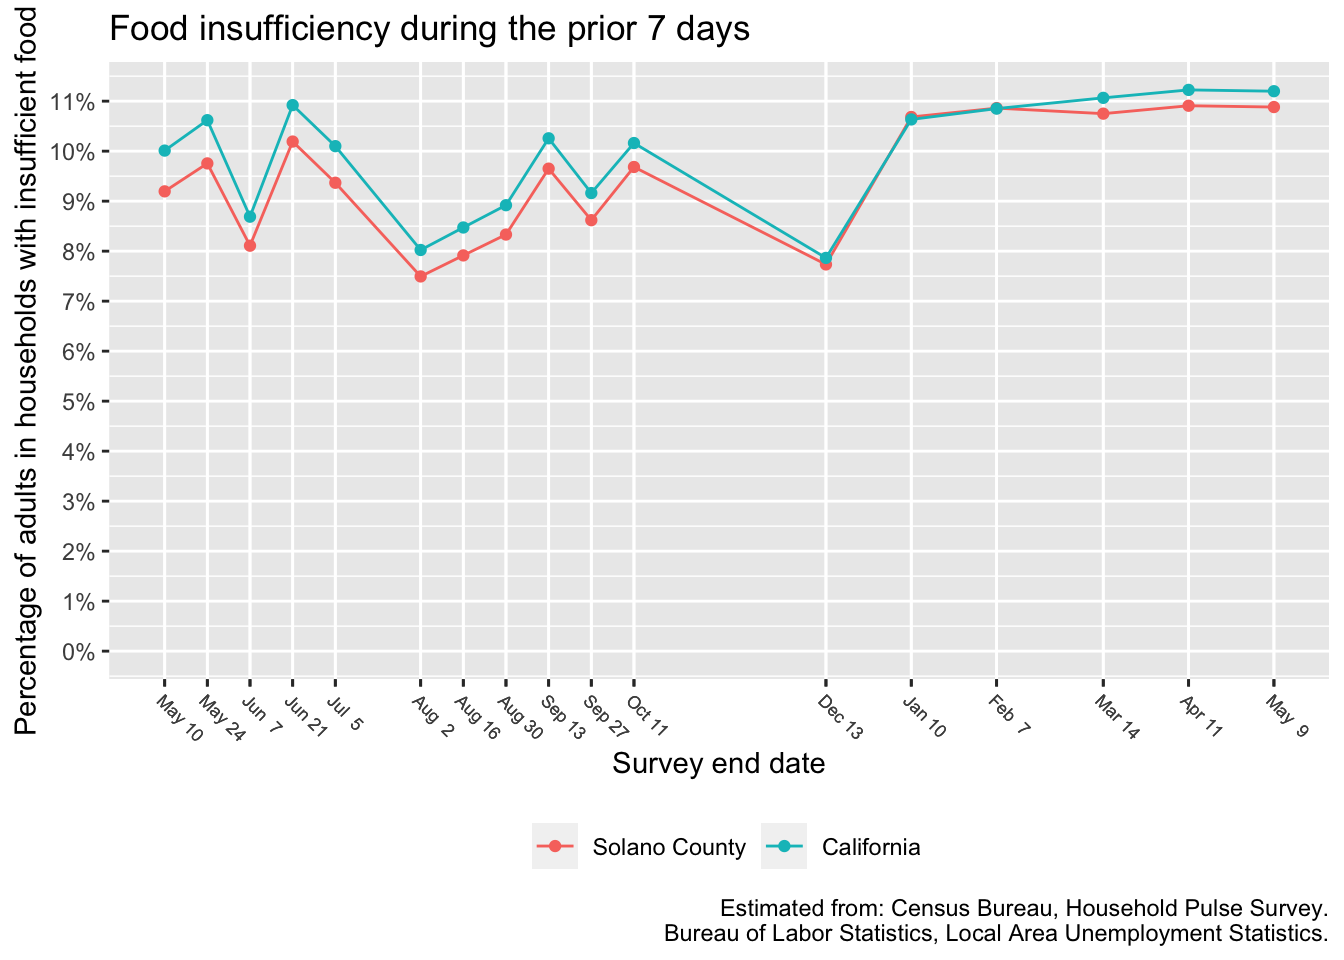 Food insufficiency during the prior 7 days
Percentage of adults in households with insufficient food
11%
10%
9%
8%
7%
6%
5%
4%
3%
2%
1%
0%
May 10
May 24
Jun 7
Jun 21
Jul 5
Aug 2
Aug 16
Aug 30
Sep 13
Sep 27
Oct 11
Dec 13
Jan 10
Feb 7
Mar 14
Apr 11
May 9
Survey end date
Solano County
California
Estimated from: Census Bureau, Household Pulse Survey.
Bureau of Labor Statistics, Local Area Unemployment Statistics.